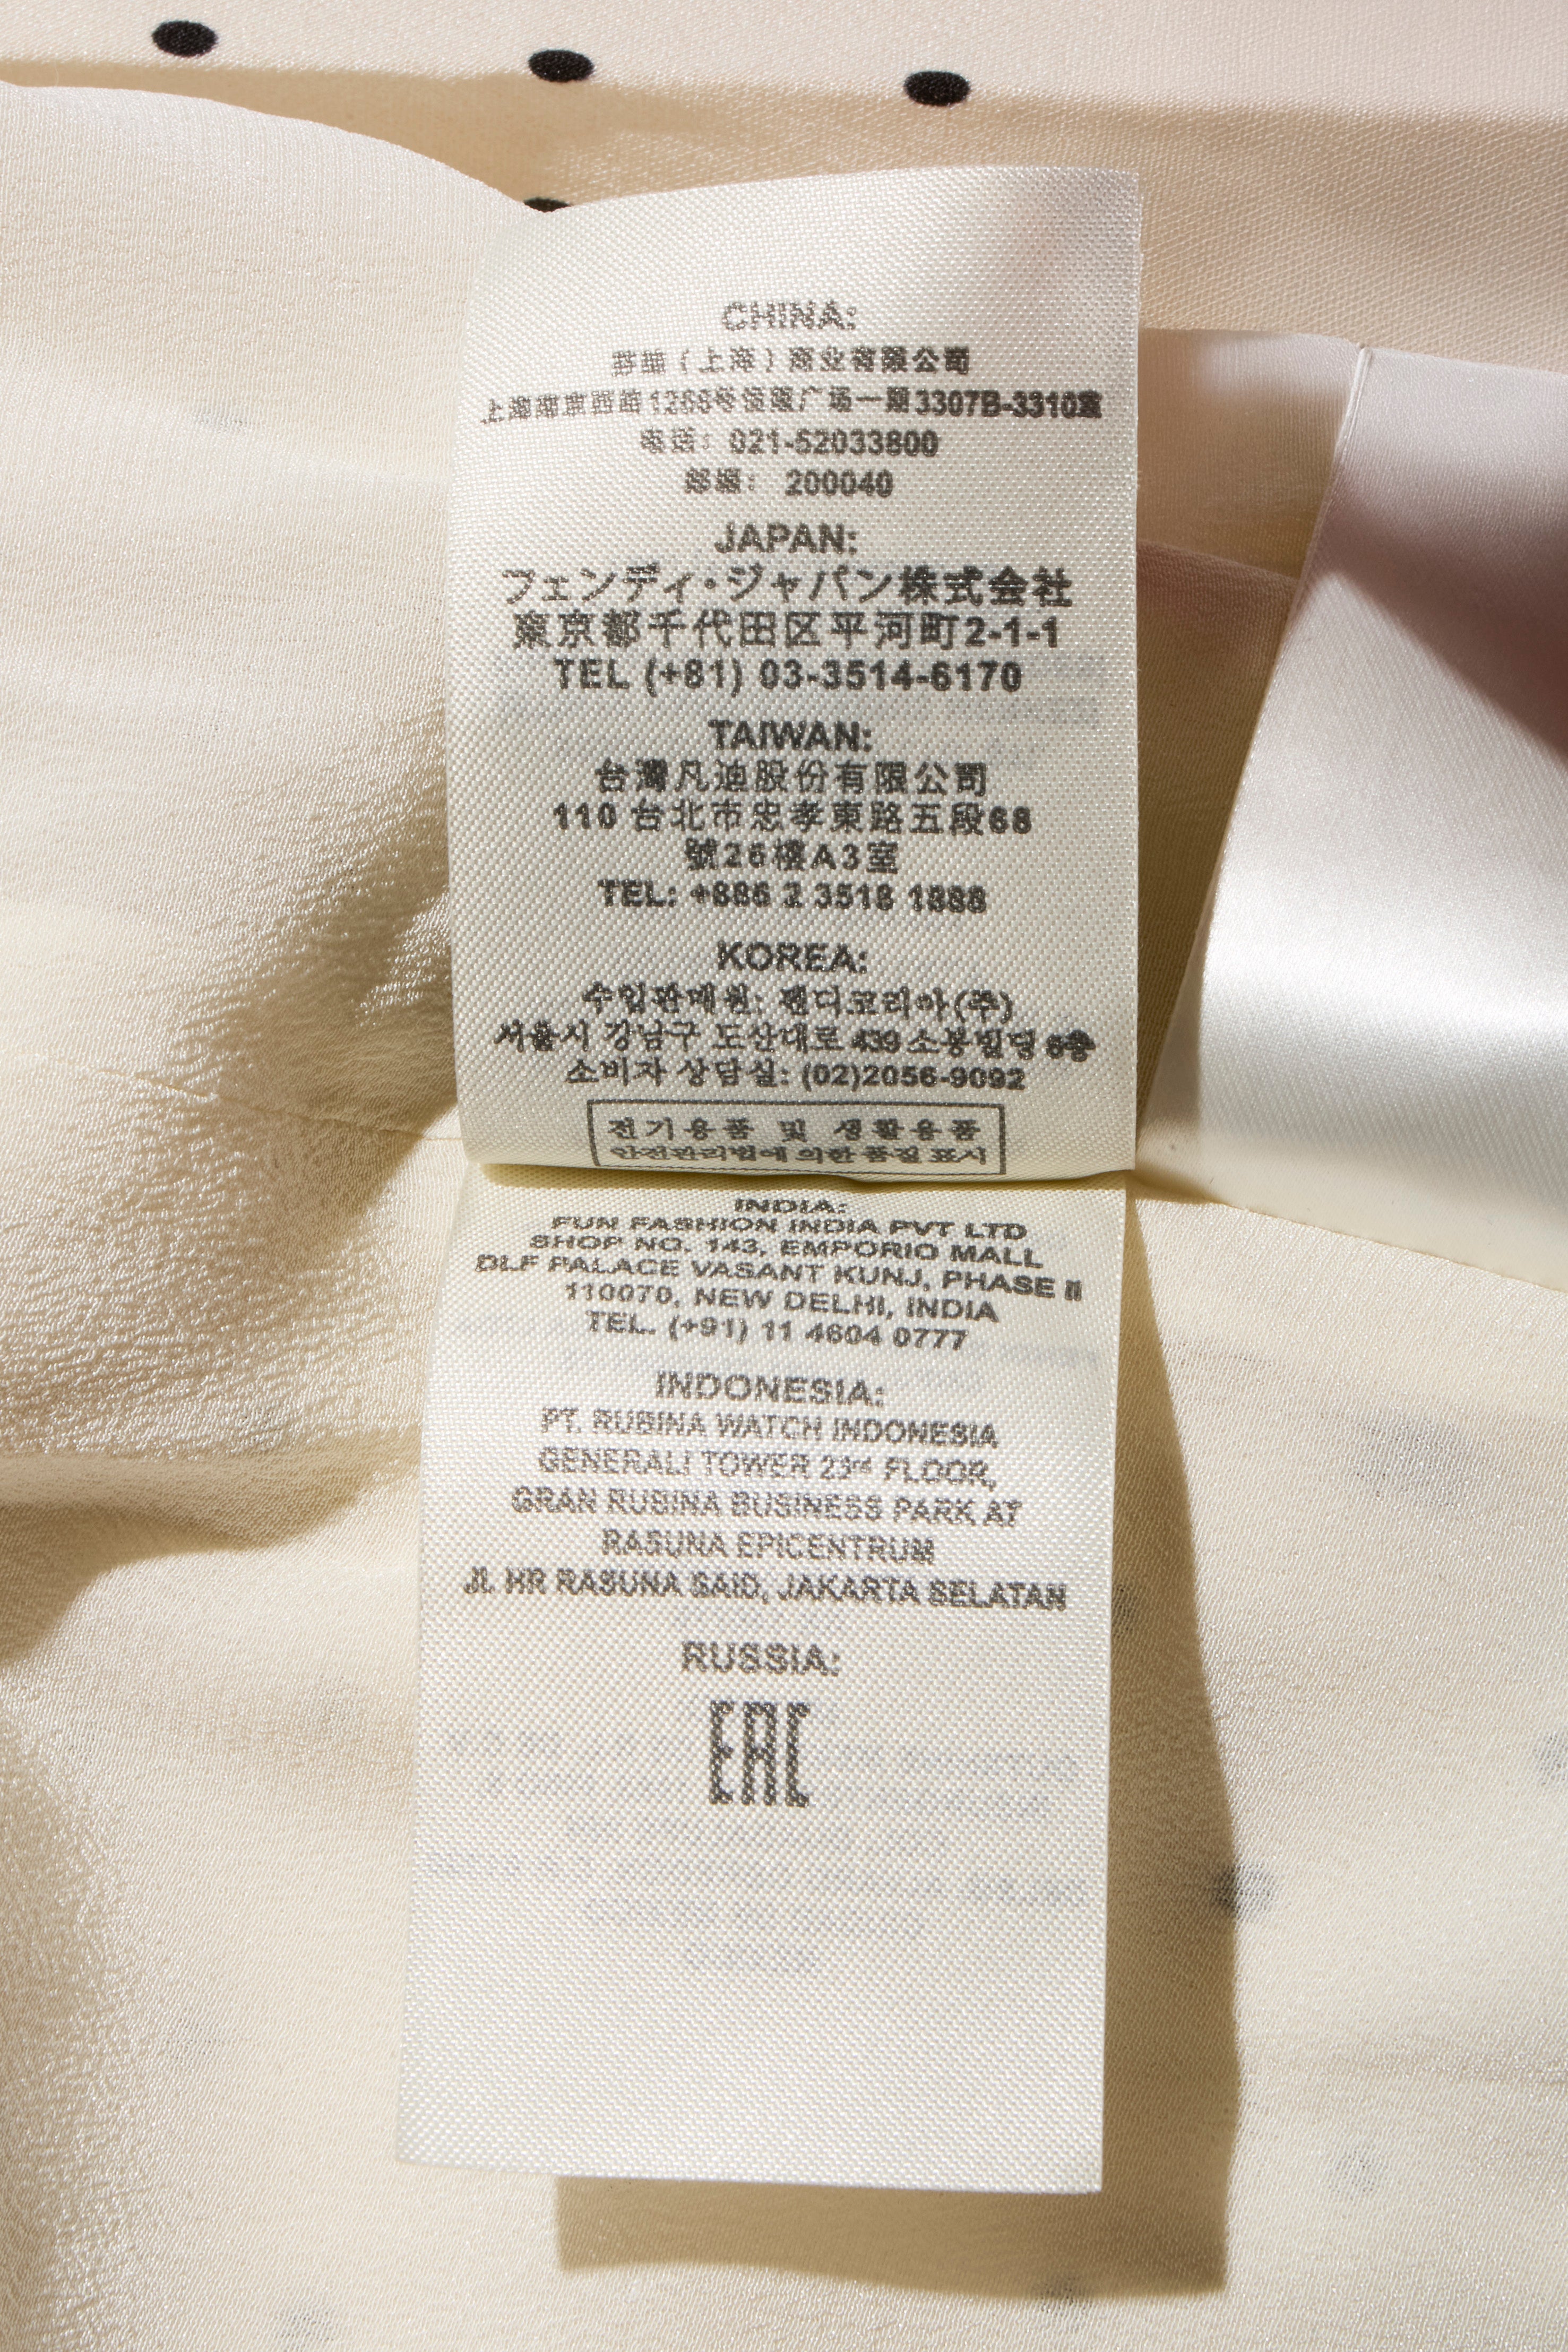 CHINA:
芬迪（上海）商业有限公司
上海南京西路1266号恒隆广场一期3307B-3310室
电话：021-52033800
邮编：200040
JAPAN:
フェンディ・ジャパン株式会社
東京都千代田区平河町2-1-1
TEL (+81) 03-3514-6170
TAIWAN:
台灣凡迪股份有限公司
110 台北市忠孝東路五段68
號26樓A3室
TEL: +886 2 3518 1888
KOREA:
수입판매원: 펜디코리아(주)
서울시 강남구 도산대로 439 소봉빌딩 6층
소비자 상담실: (02)2056-9092
전기용품 및 생활용품
안전관리법에 의한 품질 표시
INDIA:
FUN FASHION INDIA PVT LTD
SHOP NO. 143, EMPORIO MALL
DLF PALACE VASANT KUNJ, PHASE II
110070, NEW DELHI, INDIA
TEL. (+91) 11 4604 0777
INDONESIA:
PT. RUBINA WATCH INDONESIA
GENERALI TOWER 23rd FLOOR,
GRAN RUBINA BUSINESS PARK AT
RASUNA EPICENTRUM
Jl. HR RASUNA SAID, JAKARTA SELATAN
RUSSIA:
EAC